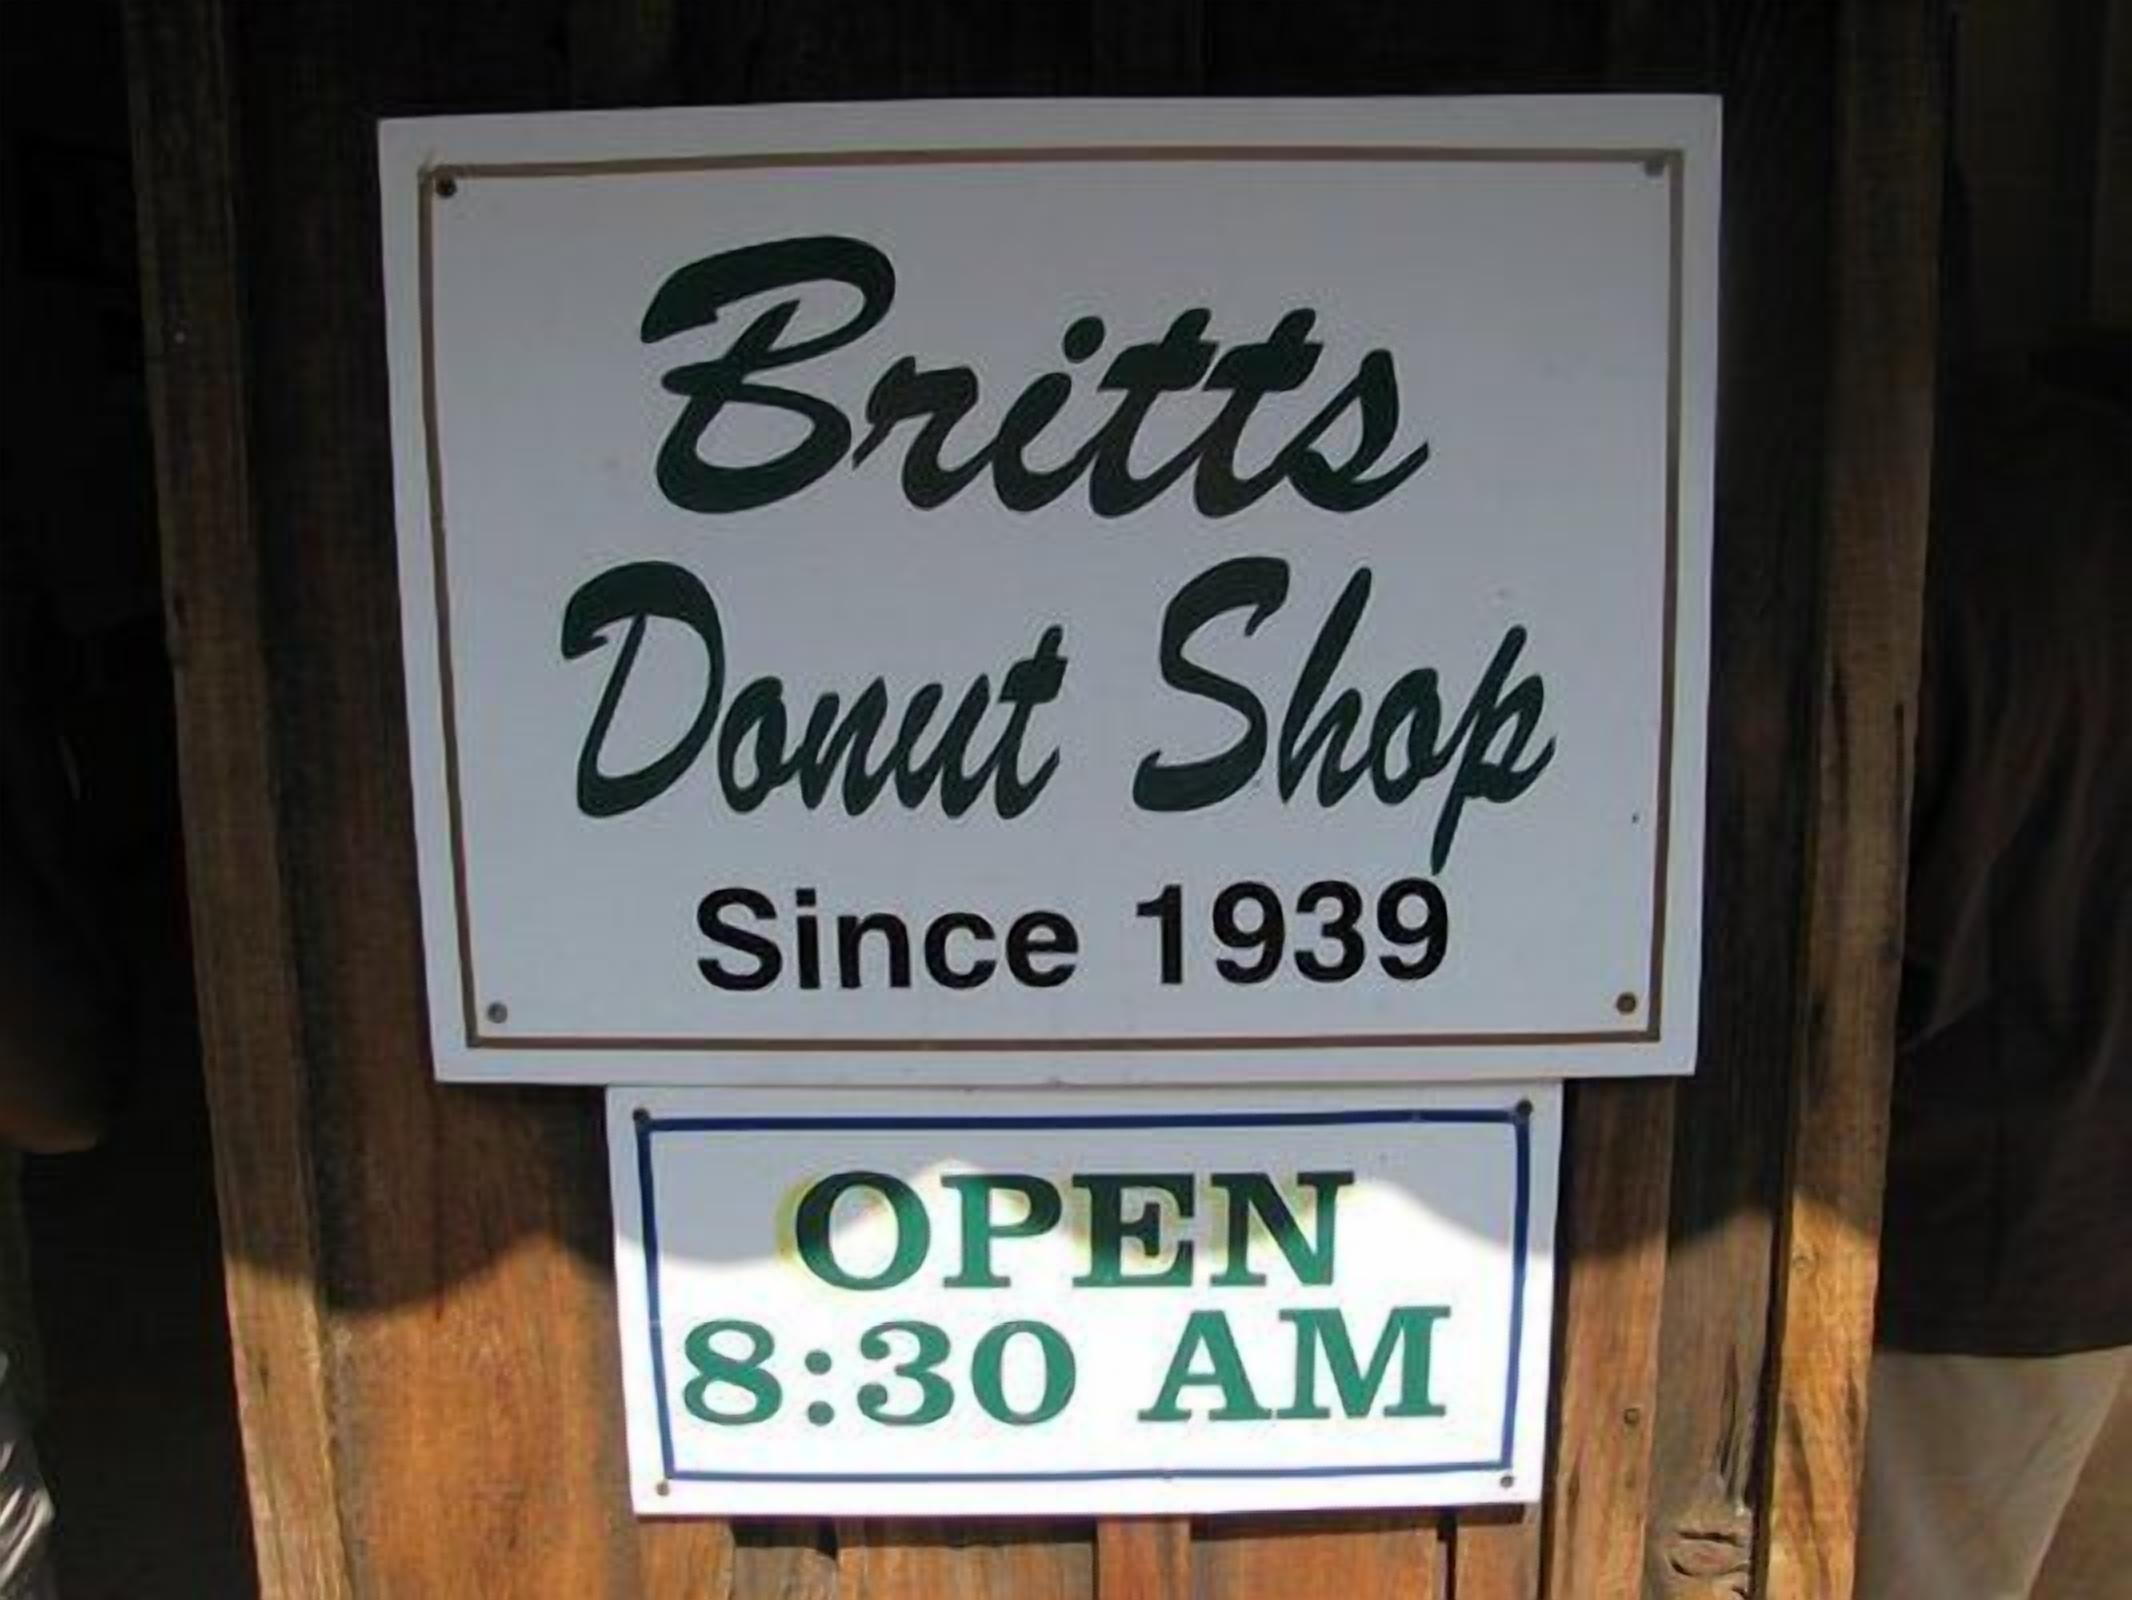 Britts
Donut Shop
Since 1939
OPEN
8:30 AM